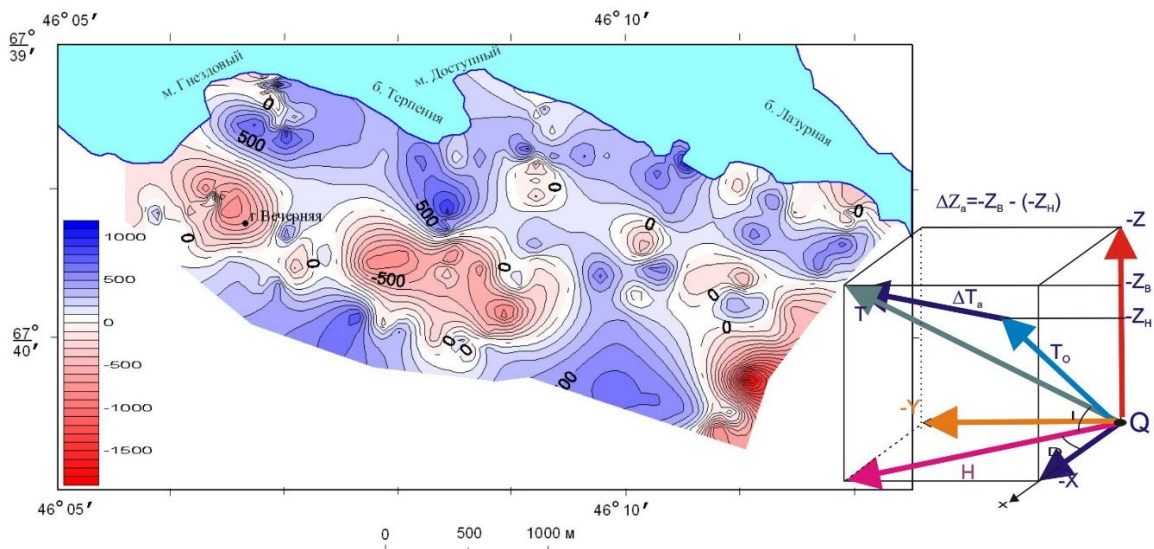 46° 05′
46° 10′
67°
39′
м. Гнездовый
м. Доступный
б. Терпения
б. Лазурная
0
0
500
0
г.Вечерная
500
0
0
0
0
-500
0
0
0
0
0
67°
40′
1000
500
0
-500
-1000
-1500
ΔZₐ=-Zв - (-Zн)
-Z
-Zв
ΔTₐ
-Zн
T
Tₒ
-Y
I
Q
D
H
-X
x
46° 05′
46° 10′
0 500 1000 м